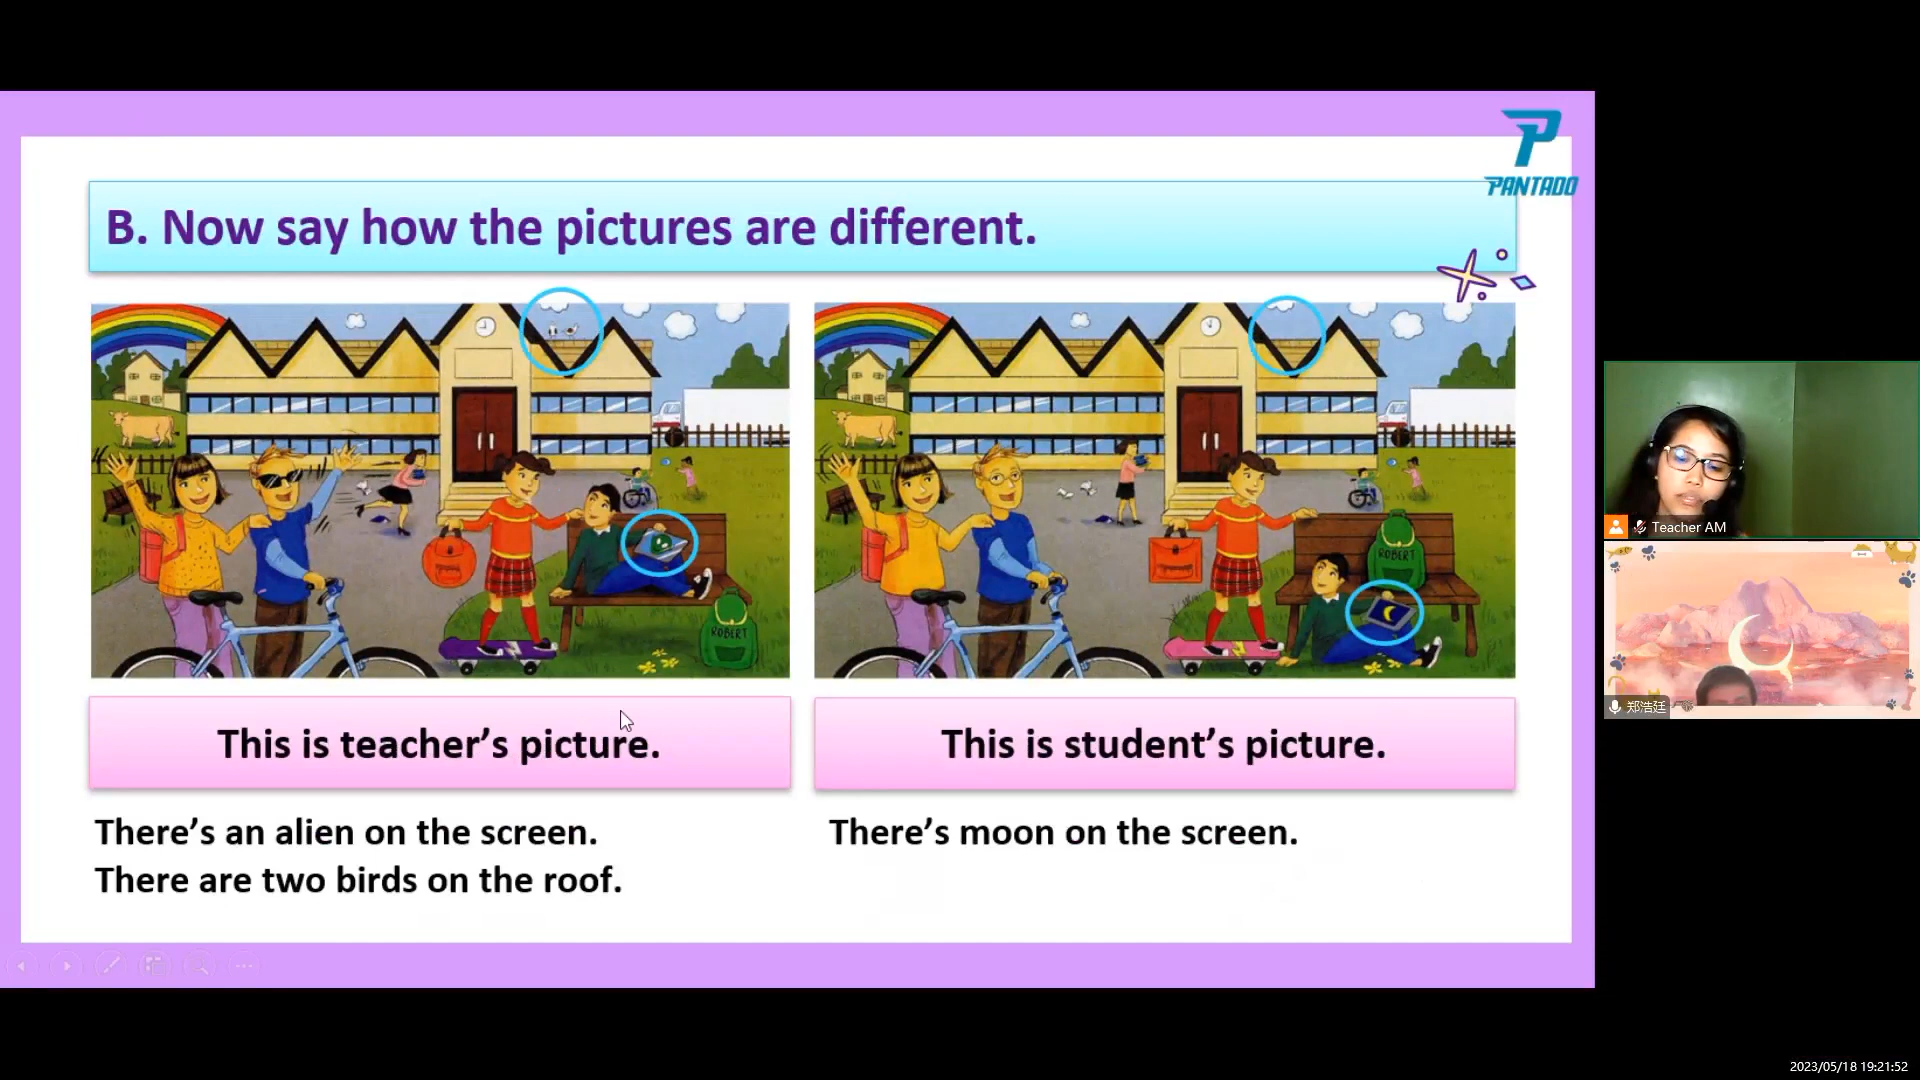 PANTADO
B. Now say how the pictures are different.
ROBERT
ROBERT
This is teacher's picture.
This is student's picture.
There's an alien on the screen.
There's moon on the screen.
There are two birds on the roof.
Teacher AM
郑浩廷
2023/05/18 19:21:52